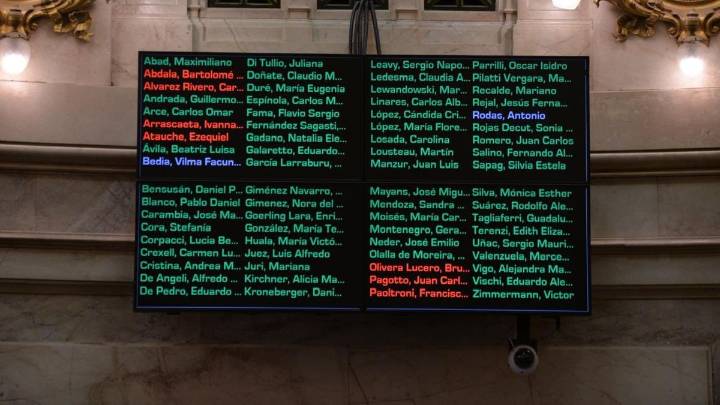 Abad, Maximiliano
Abdala, Bartolomé ...
Alvarez Rivero, Car...
Andrada, Guillermo...
Arce, Carlos Omar
Arrascaeta, Ivanna...
Atauche, Ezequiel
Ávila, Beatriz Luisa
Bedia, Vilma Facun...
Di Tullio, Juliana
Doñate, Claudio M...
Duré, María Eugenia
Espínola, Carlos M...
Fama, Flavio Sergio
Fernández Sagasti,...
Gadano, Natalia Ele...
Galaretto, Eduardo...
García Larraburu, ...
Leavy, Sergio Napo...
Ledesma, Claudia A...
Lewandowski, Mar...
Linares, Carlos Alb...
López, Cándida Cri...
López, María Flore...
Losada, Carolina
Lousteau, Martín
Manzur, Juan Luis
Parrilli, Oscar Isidro
Pilatti Vergara, Ma...
Recalde, Mariano
Rejal, Jesús Ferna...
Rodas, Antonio
Rojas Decut, Sonia ...
Romero, Juan Carlos
Salino, Fernando Al...
Sapag, Silvia Estela
Bensusán, Daniel P...
Blanco, Pablo Daniel
Carambia, José Ma...
Cora, Stefanía
Corpacci, Lucía Be...
Crexell, Carmen Lu...
Cristina, Andrea M...
De Angeli, Alfredo ...
De Pedro, Eduardo ...
Giménez Navarro, ...
Gimenez, Nora del ...
Goerling Lara, Enri...
González, María Te...
Huala, María Victó...
Juez, Luis Alfredo
Juri, Mariana
Kirchner, Alicia Ma...
Kroneberger, Dani...
Mayans, José Migu...
Mendoza, Sandra ...
Moisés, María Car...
Montenegro, Gera...
Neder, José Emilio
Olalla de Moreira, ...
Olivera Lucero, Bru...
Pagotto, Juan Carl...
Paoltroni, Francisc...
Silva, Mónica Esther
Suárez, Rodolfo Ale...
Tagliaferri, Guadalu...
Terenzi, Edith Eliza...
Uñac, Sergio Mauri...
Valenzuela, Merce...
Vigo, Alejandra Ma...
Vischi, Eduardo Ale...
Zimmermann, Victor